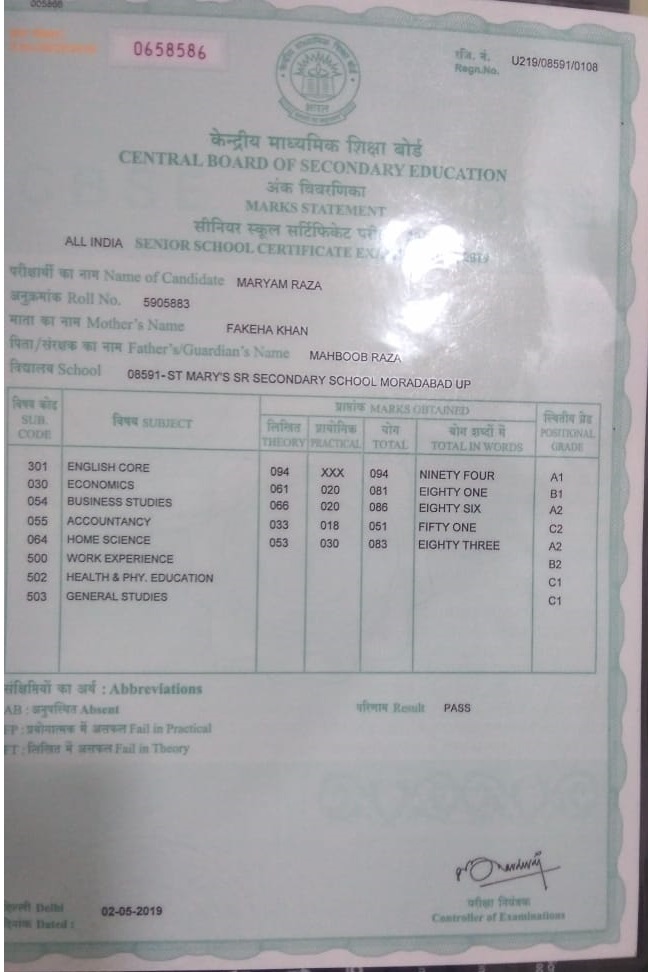 005886
0658586
रजि. नं.
Regn.No. U219/08591/0108
भारत
केन्द्रीय माध्यमिक शिक्षा बोर्ड
CENTRAL BOARD OF SECONDARY EDUCATION
अंक विवरणिका
MARKS STATEMENT
सीनियर स्कूल सर्टिफिकेट
ALL INDIA SENIOR SCHOOL CERTIFICATE 2019
परीक्षार्थी का नाम Name of Candidate MARYAM RAZA
अनुक्रमांक Roll No. 5905883
माता का नाम Mother's Name FAKEHA KHAN
पिता/संरक्षक का नाम Father's/Guardian's Name MAHBOOB RAZA
विद्यालय School 08591-ST MARY'S SR SECONDARY SCHOOL MORADABAD UP
विषय कोड SUB. CODE विषय SUBJECT प्राप्तांक MARKS OBTAINED स्थितीय ग्रेड POSITIONAL GRADE
लिखित THEORY प्रायोगिक PRACTICAL योग TOTAL योग शब्दों में TOTAL IN WORDS
301 ENGLISH CORE 094 XXX 094 NINETY FOUR A1
030 ECONOMICS 061 020 081 EIGHTY ONE B1
054 BUSINESS STUDIES 066 020 086 EIGHTY SIX A2
055 ACCOUNTANCY 033 018 051 FIFTY ONE C2
064 HOME SCIENCE 053 030 083 EIGHTY THREE A2
500 WORK EXPERIENCE B2
502 HEALTH & PHY. EDUCATION C1
503 GENERAL STUDIES C1
संक्षिप्तियों का अर्थ : Abbreviations
AB : अनुपस्थित Absent परिणाम Result PASS
FP : प्रयोगात्मक में असफल Fail in Practical
FT : लिखित में असफल Fail in Theory
दिल्ली Delhi
दिनांक Dated : 02-05-2019
परीक्षा नियंत्रक
Controller of Examinations